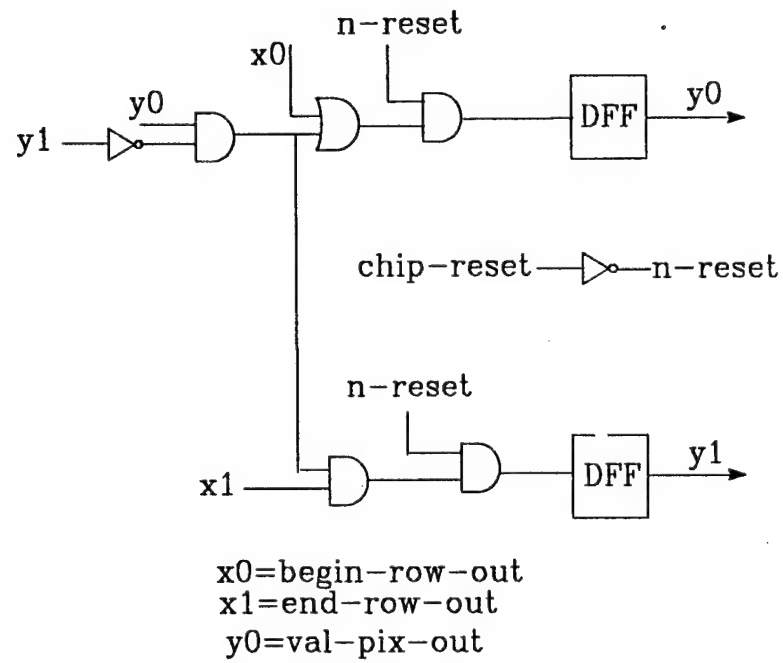 n-reset
x0
y0
y1
DFF
y0
chip-reset
n-reset
n-reset
x1
DFF
y1
x0=begin-row-out
x1=end-row-out
y0=val-pix-out